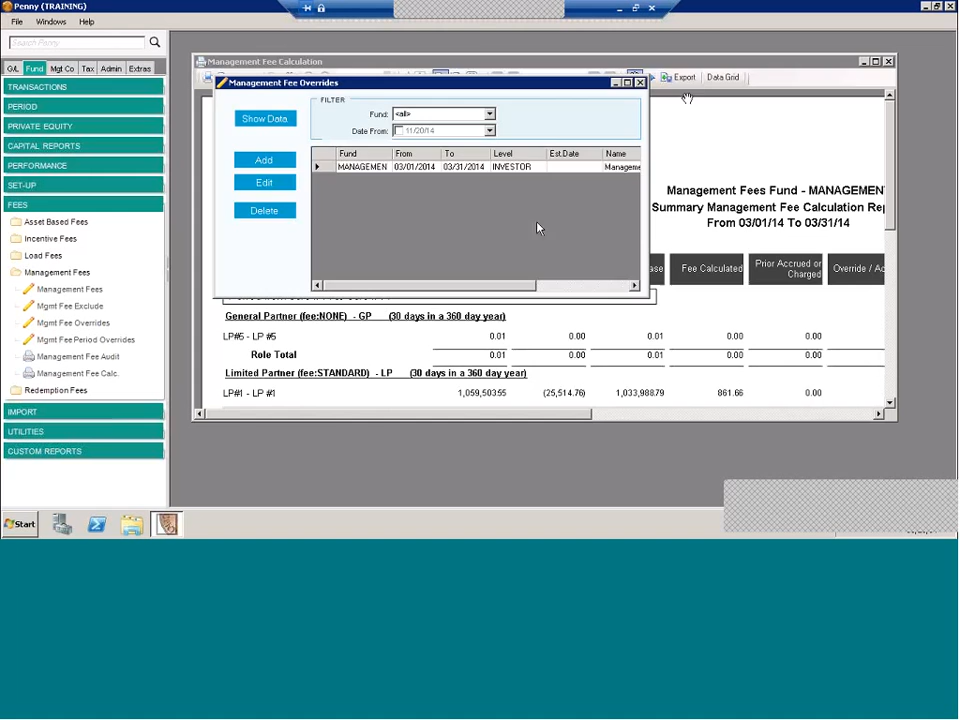 Penny (TRAINING)
File Windows Help
Search Penny
G/L Fund Mgt Co Tax Admin Extras
TRANSACTIONS
PERIOD
PRIVATE EQUITY
CAPITAL REPORTS
PERFORMANCE
SET-UP
FEES
Asset Based Fees
Incentive Fees
Load Fees
Management Fees
Management Fees
Mgmt Fee Exclude
Mgmt Fee Overrides
Mgmt Fee Period Overrides
Management Fee Audit
Management Fee Calc.
Redemption Fees
IMPORT
UTILITIES
CUSTOM REPORTS
Management Fee Calculation
Export Data Grid
Management Fee Overrides
Show Data
Add
Edit
Delete
FILTER
Fund: <all>
Date From: 11/20/14
Fund From To Level Est.Date Name
MANAGEMEN 03/01/2014 03/31/2014 INVESTOR Manageme
Management Fees Fund - MANAGEMEN
Summary Management Fee Calculation Rep
From 03/01/14 To 03/31/14
ase Fee Calculated Prior Accrued or Charged Override / A
General Partner (fee:NONE) - GP (30 days in a 360 day year)
LP#5 - LP #5 0.01 0.00 0.01 0.00 0.00
Role Total 0.01 0.00 0.01 0.00 0.00
Limited Partner (fee:STANDARD) - LP (30 days in a 360 day year)
LP#1 - LP #1 1,059,503.55 (25,514.76) 1,033,988.79 861.66 0.00
Start